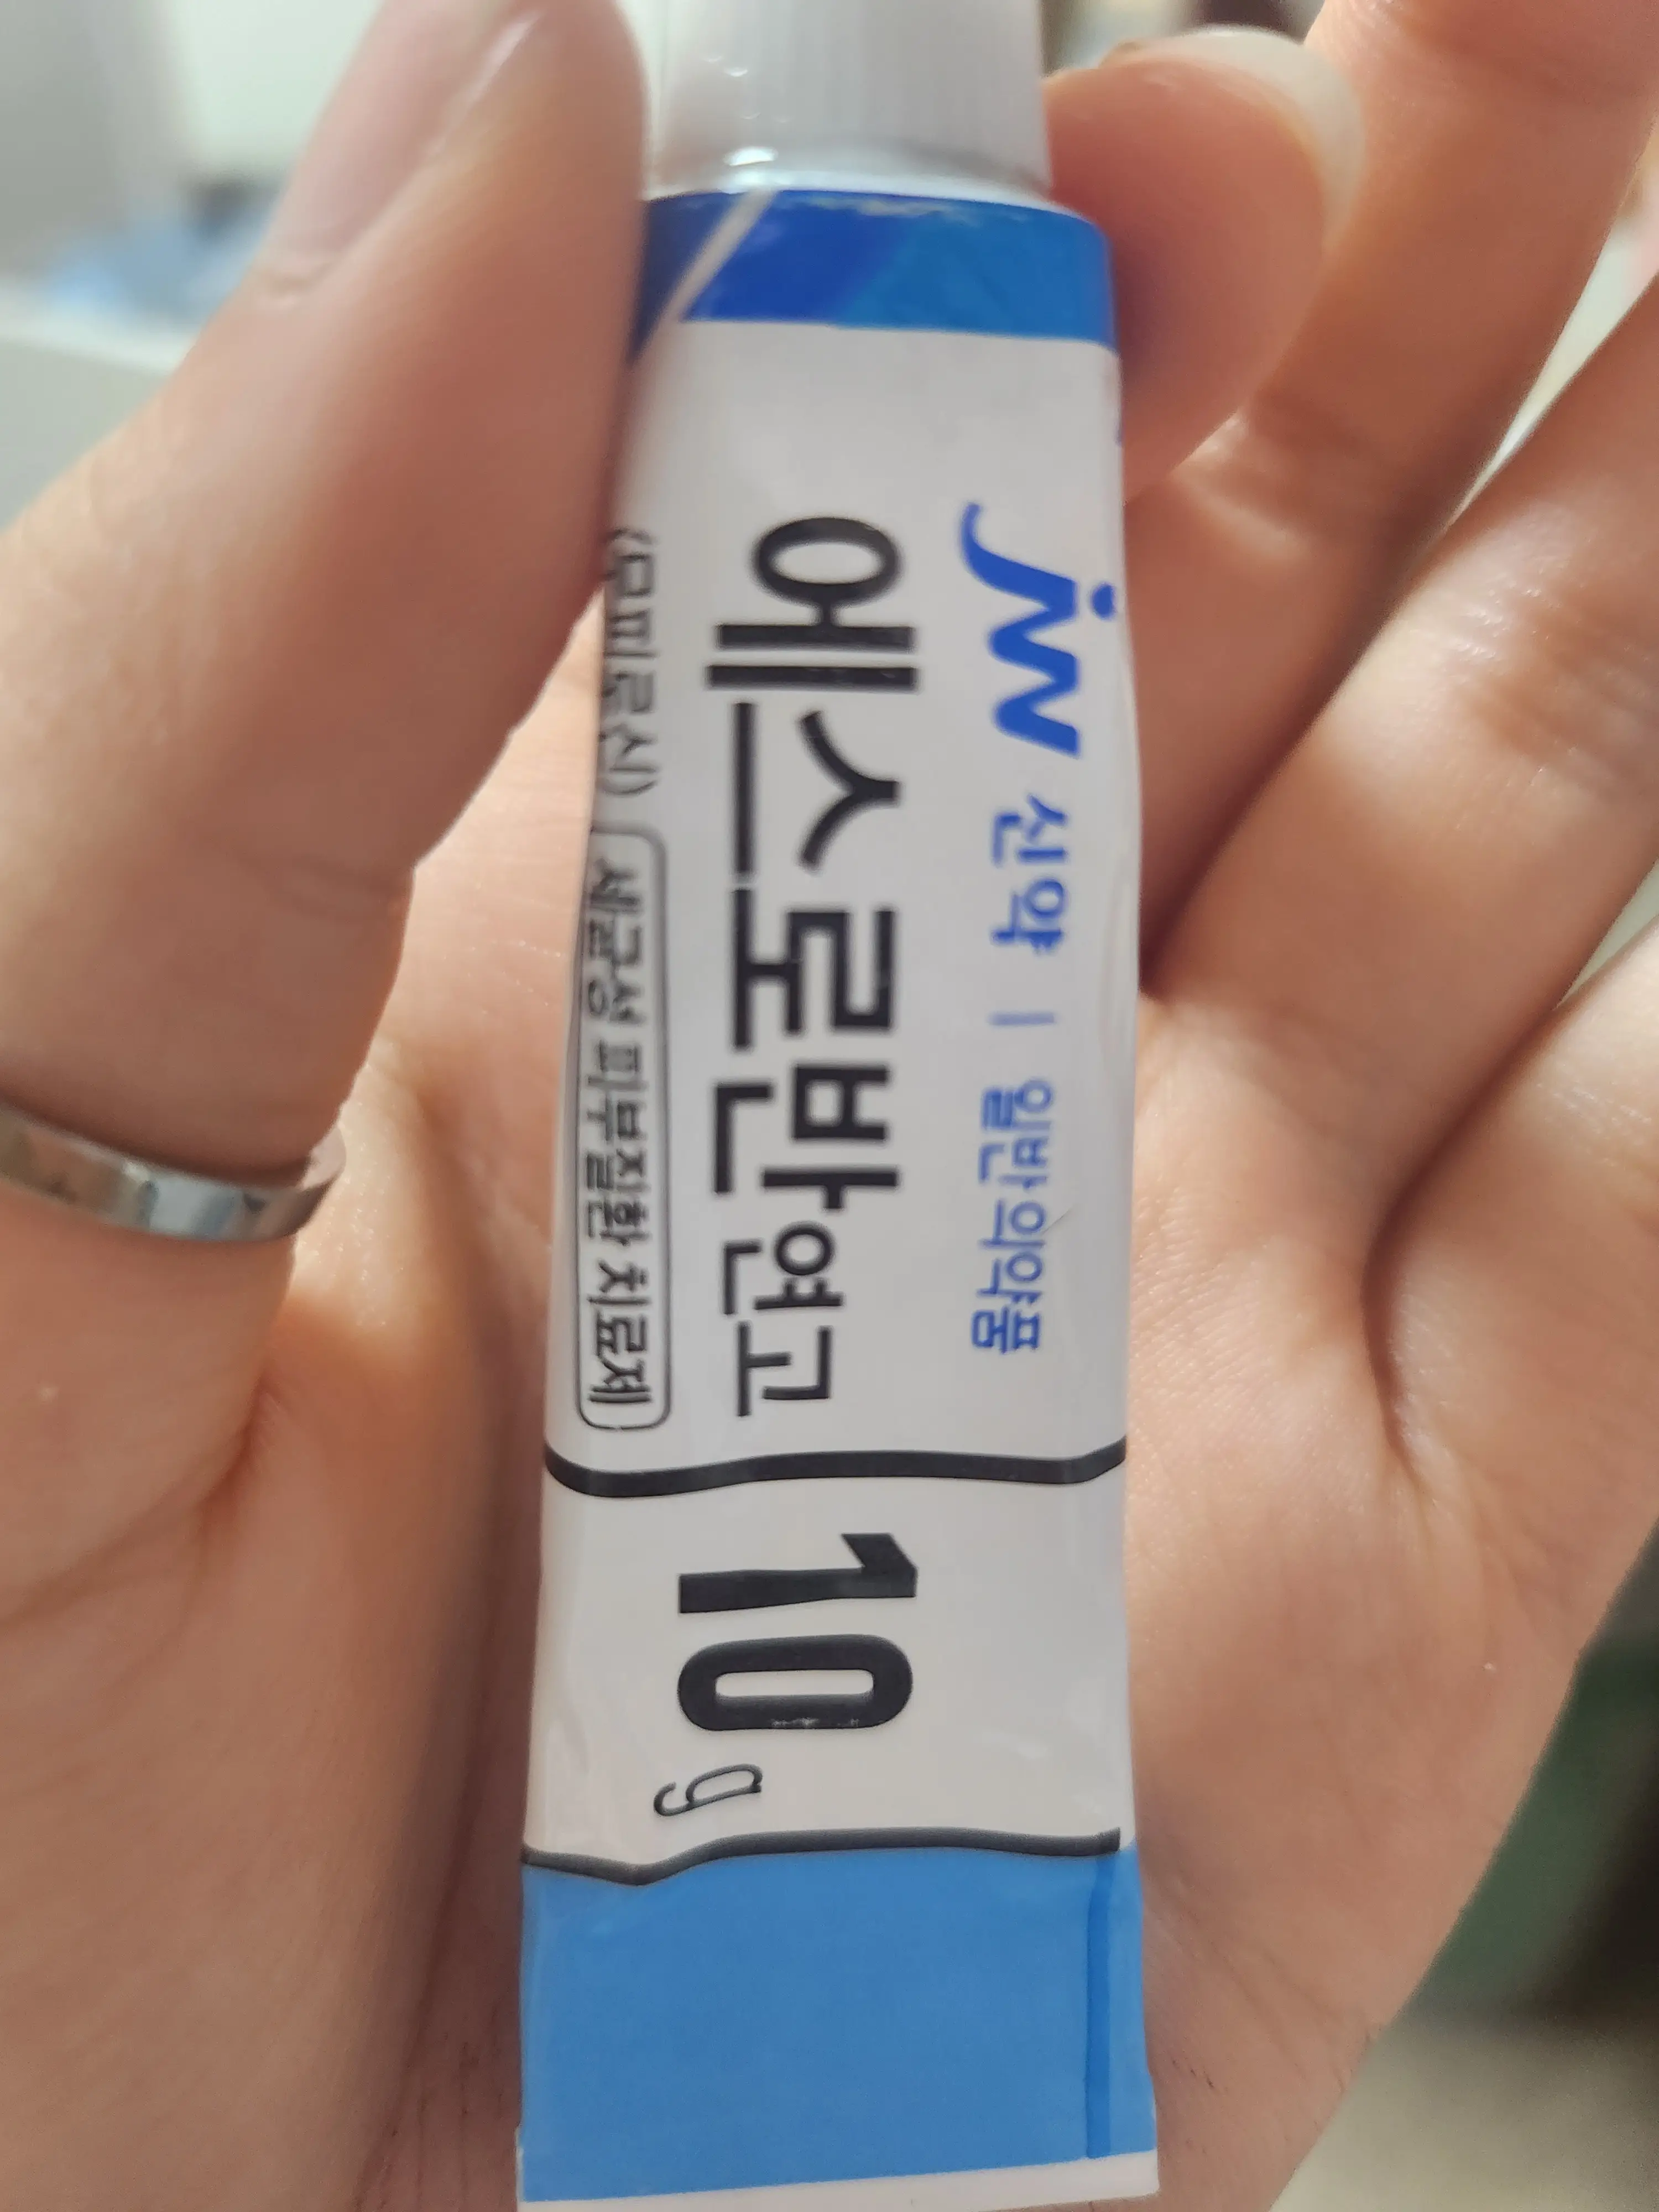 jw 신약 | 일반의약품
에스로반연고
(무피로신) 세균성 피부질환 치료제
10 g